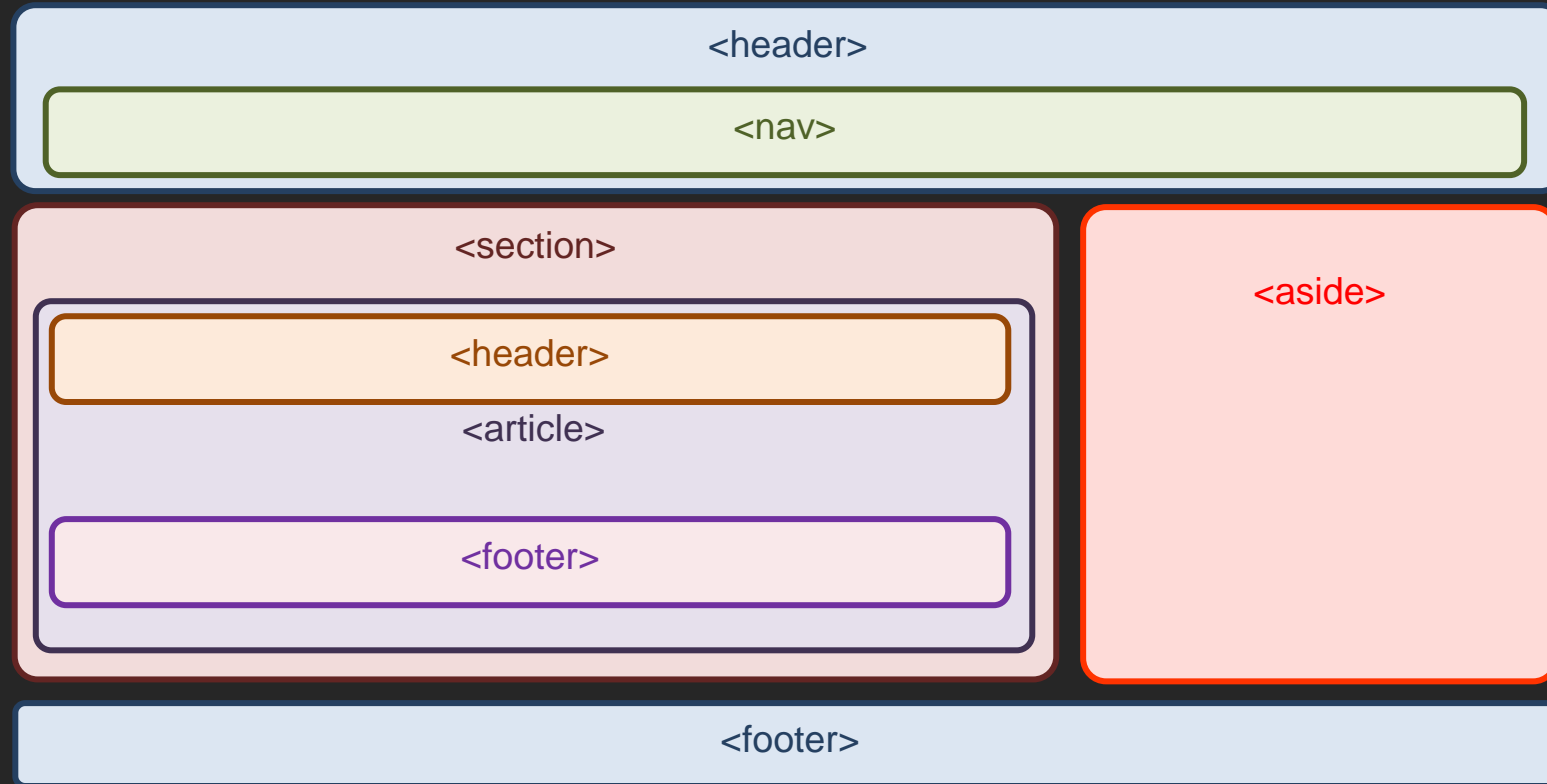 <header>
<nav>
<section>
<aside>
<header>
<article>
<footer>
<footer>